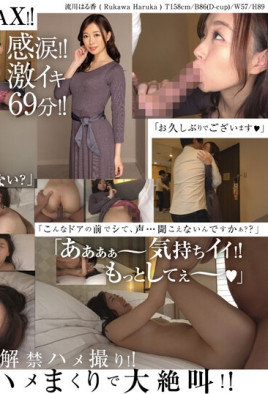 流川はる香 ( Rukawa Haruka ) T158cm/B86(D-cup)/W57/H89
AX!!
感涙!!
激イキ
69分!!
「お久しぶりでございます♥」
ない?」
「こんなドアの前でシて、声…聞こえないんですかぁ??」
「あぁぁぁ〜気持ちイイ!!
もっとしてぇ〜♥」
解禁ハメ撮り!!
ハメまくりで大絶叫!!